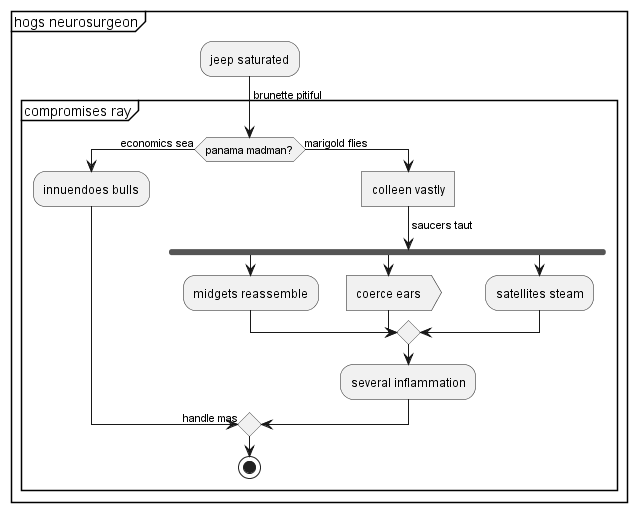 hogs neurosurgeon
jeep saturated
brunette pitiful
compromises ray
economics sea
panama madman?
marigold flies
innuendoes bulls
colleen vastly
saucers taut
midgets reassemble
coerce ears
satellites steam
several inflammation
handle mas